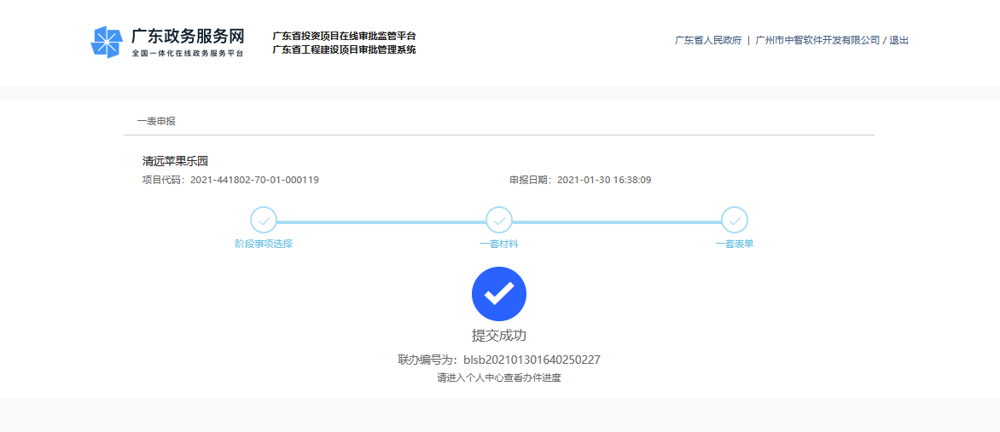 广东政务服务网
全国一体化在线政务服务平台
广东省投资项目在线审批监管平台
广东省工程建设项目审批管理系统
广东省人民政府 | 广州市中智软件开发有限公司 / 退出
一表申报
清远苹果乐园
项目代码：2021-441802-70-01-000119
申报日期：2021-01-30 16:38:09
阶段事项选择
一套材料
一套表单
提交成功
联办编号为：blsb202101301640250227
请进入个人中心查看办件进度